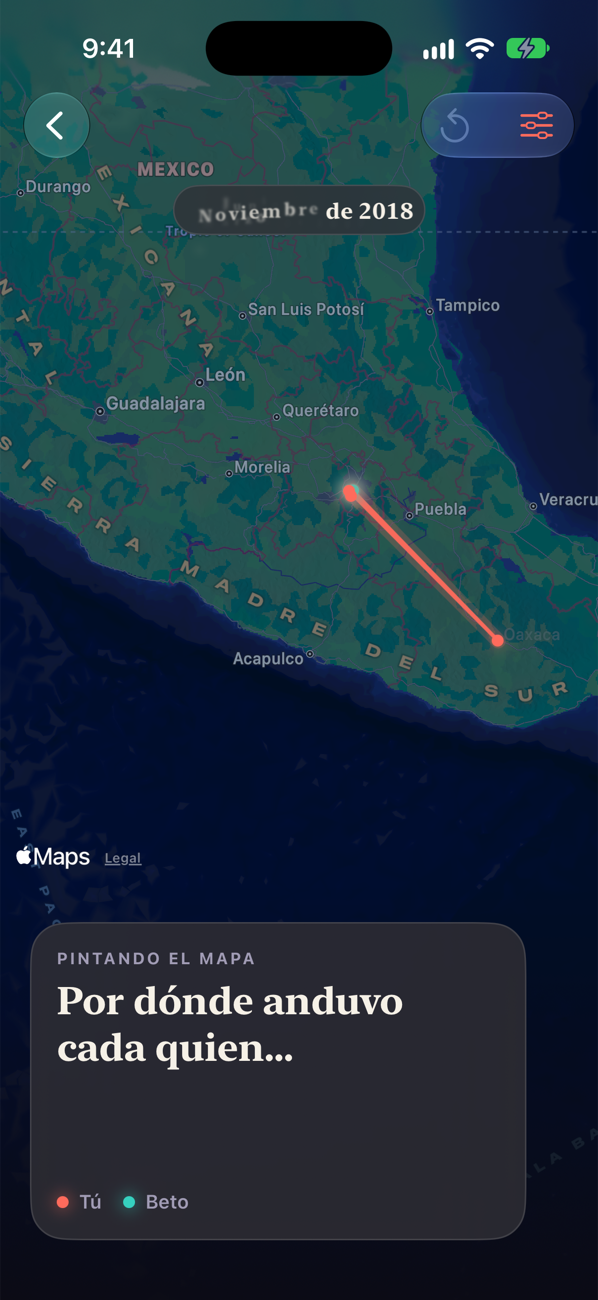 9:41
MEXICO
Durango
EXICANA
Noviembre de 2018
San Luis Potosí
Tampico
León
Guadalajara
Querétaro
Morelia
Puebla
SIERRA MADRE DEL SUR
Oaxaca
Acapulco
Maps Legal
PINTANDO EL MAPA
Por dónde anduvo
cada quien...
Tú Beto